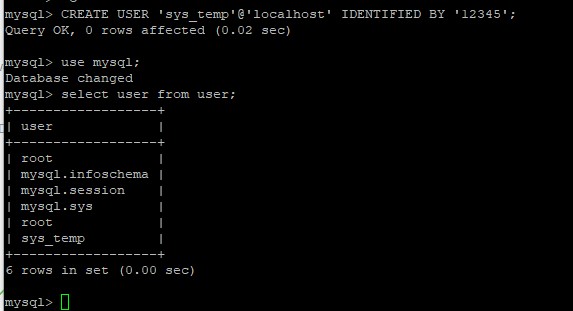 mysql> CREATE USER 'sys_temp'@'localhost' IDENTIFIED BY '12345';
Query OK, 0 rows affected (0.02 sec)
mysql> use mysql;
Database changed
mysql> select user from user;
+------------------+
| user             |
+------------------+
| root             |
| mysql.infoschema |
| mysql.session    |
| mysql.sys        |
| root             |
| sys_temp         |
+------------------+
6 rows in set (0.00 sec)
mysql>